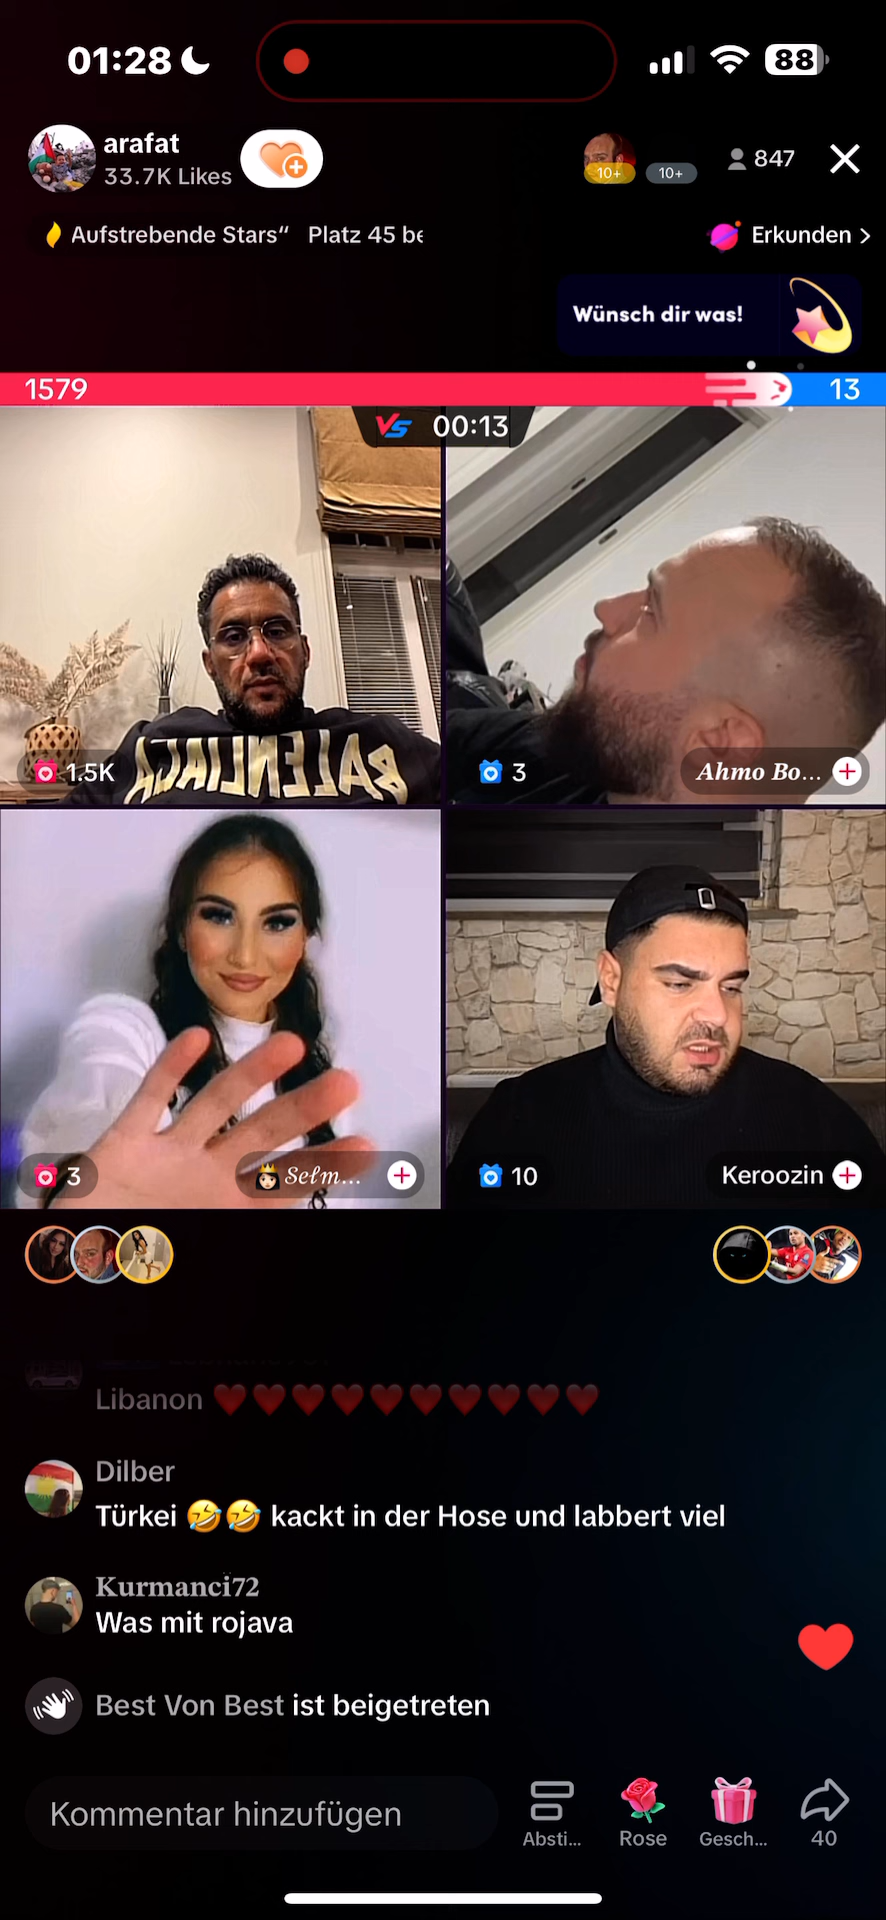 01:28
88
arafat
33.7K Likes
10+
10+
847
Aufstrebende Stars“ Platz 45 be
Erkunden >
Wünsch dir was!
1579
13
VS 00:13
BALENCIAGA
1.5K
3
Ahmo Bo...
3
Selm...
10
Keroozin
Libanon ❤️❤️❤️❤️❤️❤️❤️❤️❤️❤️
Dilber
Türkei 🤣🤣 kackt in der Hose und labbert viel
Kurmanci72
Was mit rojava
Best Von Best ist beigetreten
Kommentar hinzufügen
Absti...
Rose
Gesch...
40